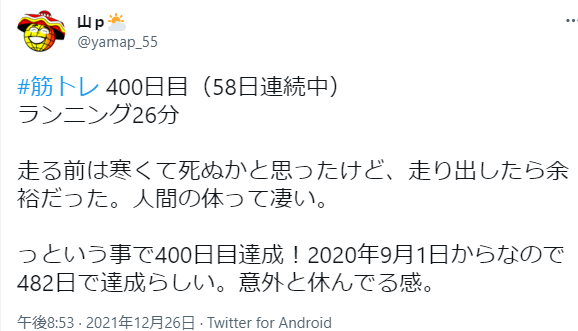 山p⛅
@yamap_55
#筋トレ 400日目（58日連続中）
ランニング26分
走る前は寒くて死ぬかと思ったけど、走り出したら余
裕だった。人間の体って凄い。
っという事で400日目達成！2020年9月1日からなので
482日で達成らしい。意外と休んでる感。
午後8:53 · 2021年12月26日 · Twitter for Android